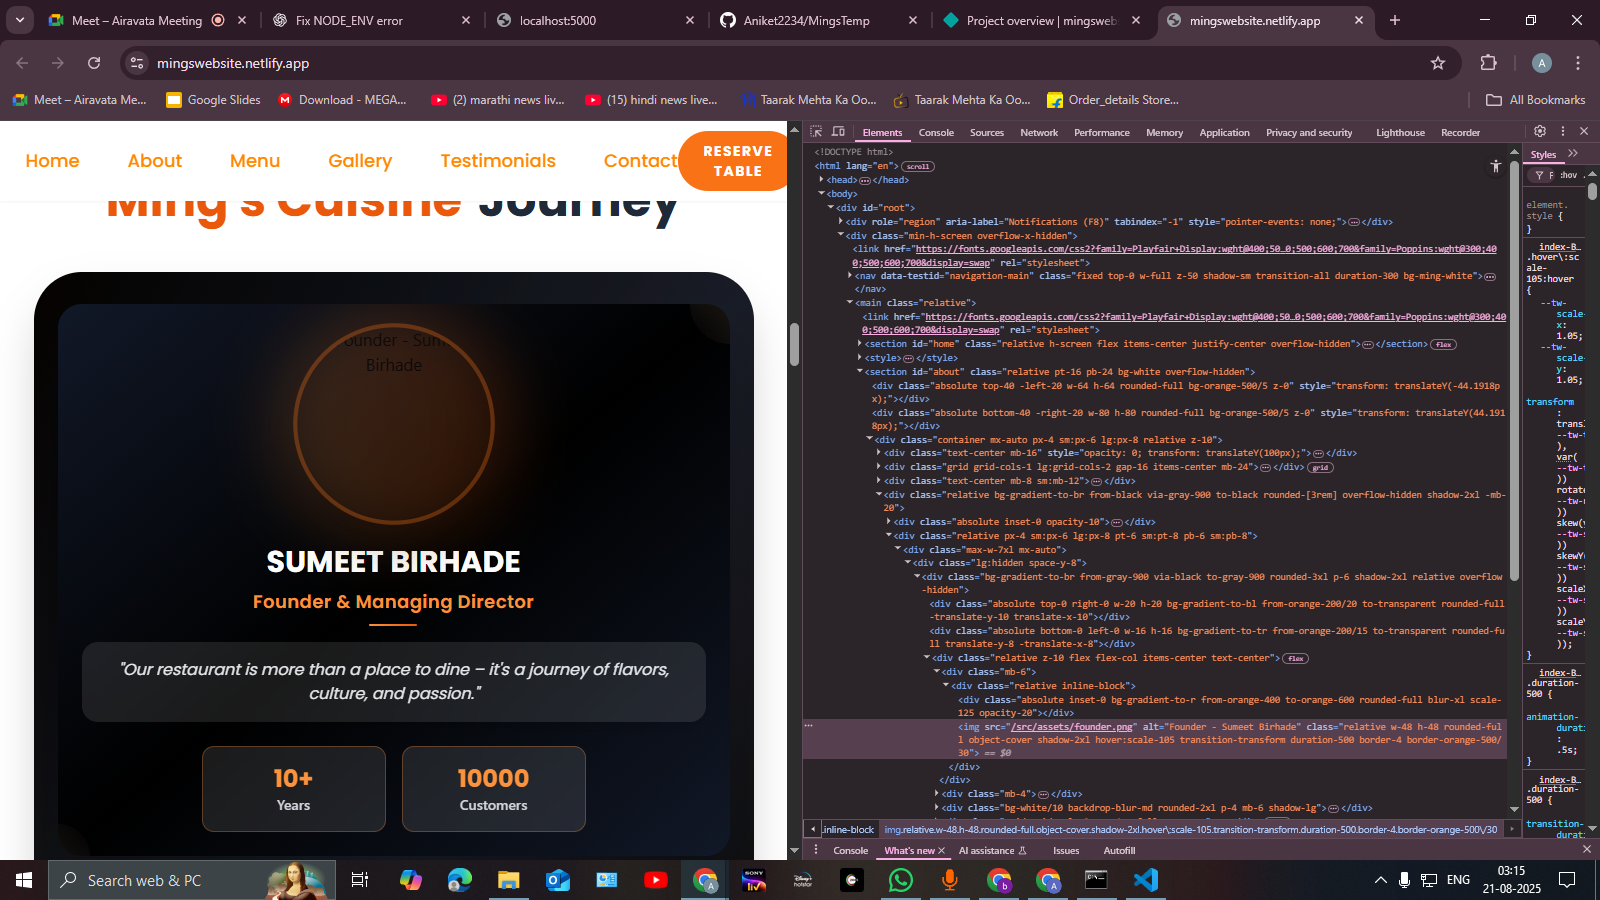 Meet – Airavata Meeting
Fix NODE_ENV error
localhost:5000
Aniket2234/MingsTemp
Project overview | mingsweb
mingswebsite.netlify.app
mingswebsite.netlify.app
A
Meet – Airavata Me...
Google Slides
Download - MEGA...
(2) marathi news liv...
(15) hindi news live...
Taarak Mehta Ka Oo...
Taarak Mehta Ka Oo...
Order_details Store...
All Bookmarks
Home
About
Menu
Gallery
Testimonials
Contact
RESERVE
TABLE
Ming's Cuisine Journey
ounder - Sum
Birhade
SUMEET BIRHADE
Founder & Managing Director
"Our restaurant is more than a place to dine – it's a journey of flavors,
culture, and passion."
10+
Years
10000
Customers
Elements
Console
Sources
Network
Performance
Memory
Application
Privacy and security
Lighthouse
Recorder
<!DOCTYPE html>
<html lang="en"> scroll
<head> </head>
<body>
<div id="root">
<div role="region" aria-label="Notifications (F8)" tabindex="-1" style="pointer-events: none;"> </div>
<div class="min-h-screen overflow-x-hidden">
<link href="https://fonts.googleapis.com/css2?family=Playfair+Display:wght@400;50…0;500;600;700&family=Poppins:wght@300;40
0;500;600;700&display=swap" rel="stylesheet">
<nav data-testid="navigation-main" class="fixed top-0 w-full z-50 shadow-sm transition-all duration-300 bg-ming-white">
</nav>
<main class="relative">
<link href="https://fonts.googleapis.com/css2?family=Playfair+Display:wght@400;50…0;500;600;700&family=Poppins:wght@300;40
0;500;600;700&display=swap" rel="stylesheet">
<section id="home" class="relative h-screen flex items-center justify-center overflow-hidden"> </section> flex
<style> </style>
<section id="about" class="relative pt-16 pb-24 bg-white overflow-hidden">
<div class="absolute top-40 -left-20 w-64 h-64 rounded-full bg-orange-500/5 z-0" style="transform: translateY(-44.1918p
x);"></div>
<div class="absolute bottom-40 -right-20 w-80 h-80 rounded-full bg-orange-500/5 z-0" style="transform: translateY(44.191
8px);"></div>
<div class="container mx-auto px-4 sm:px-6 lg:px-8 relative z-10">
<div class="text-center mb-16" style="opacity: 0; transform: translateY(100px);"> </div>
<div class="grid grid-cols-1 lg:grid-cols-2 gap-16 items-center mb-24"> </div> grid
<div class="text-center mb-8 sm:mb-12"> </div>
<div class="relative bg-gradient-to-br from-black via-gray-900 to-black rounded-[3rem] overflow-hidden shadow-2xl -mb-
20">
<div class="absolute inset-0 opacity-10"> </div>
<div class="relative px-4 sm:px-6 lg:px-8 pt-6 sm:pt-8 pb-6 sm:pb-8">
<div class="max-w-7xl mx-auto">
<div class="lg:hidden space-y-8">
<div class="bg-gradient-to-br from-gray-900 via-black to-gray-900 rounded-3xl p-6 shadow-2xl relative overflow
-hidden">
<div class="absolute top-0 right-0 w-20 h-20 bg-gradient-to-bl from-orange-200/20 to-transparent rounded-full
-translate-y-10 translate-x-10"></div>
<div class="absolute bottom-0 left-0 w-16 h-16 bg-gradient-to-tr from-orange-200/15 to-transparent rounded-fu
ll translate-y-8 -translate-x-8"></div>
<div class="relative z-10 flex flex-col items-center text-center"> flex
<div class="mb-6">
<div class="relative inline-block">
<div class="absolute inset-0 bg-gradient-to-r from-orange-400 to-orange-600 rounded-full blur-xl scale-
125 opacity-20"></div>
<img src="/src/assets/founder.png" alt="Founder - Sumeet Birhade" class="relative w-48 h-48 rounded-ful
l object-cover shadow-2xl hover:scale-105 transition-transform duration-500 border-4 border-orange-500/
30"> == $0
</div>
</div>
<div class="mb-4"> </div>
<div class="bg-white/10 backdrop-blur-md rounded-2xl p-4 mb-6 shadow-lg"> </div>
.inline-block
img.relative.w-48.h-48.rounded-full.object-cover.shadow-2xl.hover\:scale-105.transition-transform.duration-500.border-4.border-orange-500\/30
Styles
F
:hov
element.
style {
}
index-B…
.hover\:sc
ale-
105:hover
{
--tw-
scale-
x:
1.05;
--tw-
scale-
y:
1.05;
transform
:
transl
--tw-t
),
var(
--tw-t
))
rotate
--tw-r
))
skew(y
--tw-s
))
skewY(
--tw-s
))
scaleX
--tw-s
))
scaleY
--tw-s
));
}
index-B…
.duration-
500 {
animation-
durati
:
.5s;
}
index-B…
.duration-
500 {
transition-
durati
Console
What's new
AI assistance
Issues
Autofill
Search web & PC
ENG
03:15
21-08-2025